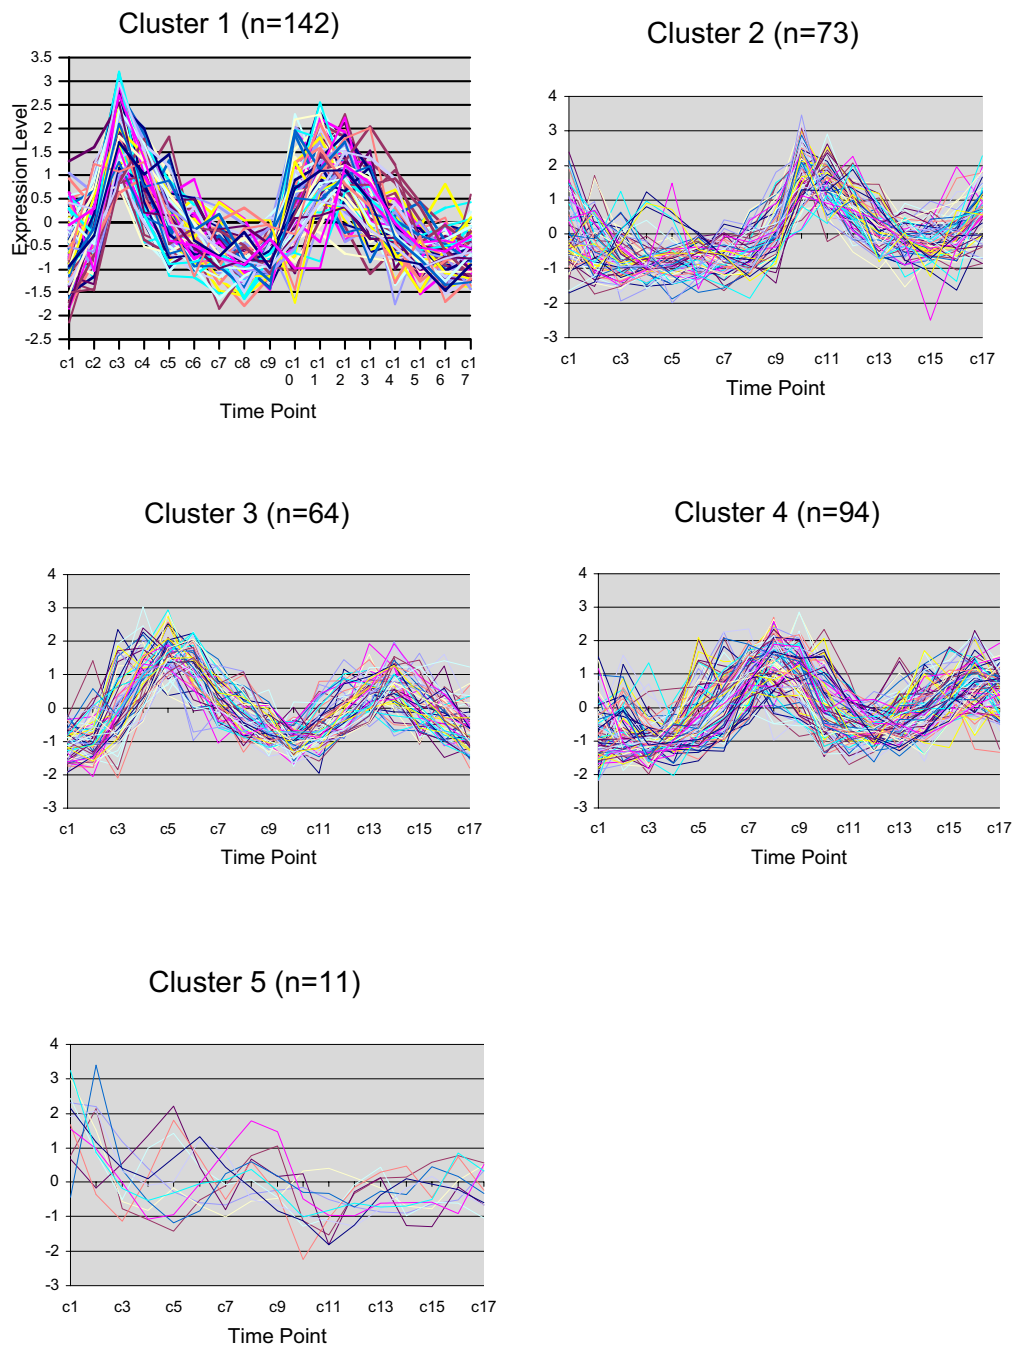 Cluster 1 (n=142)
Expression Level
3.5
3
2.5
2
1.5
1
0.5
0
-0.5
-1
-1.5
-2
-2.5
c1 c2 c3 c4 c5 c6 c7 c8 c9 c1 c1 c1 c1 c1 c1 c1 c1
0 1 2 3 4 5 6 7
Time Point
Cluster 2 (n=73)
4
3
2
1
0
-1
-2
-3
c1 c3 c5 c7 c9 c11 c13 c15 c17
Time Point
Cluster 3 (n=64)
4
3
2
1
0
-1
-2
-3
c1 c3 c5 c7 c9 c11 c13 c15 c17
Time Point
Cluster 4 (n=94)
4
3
2
1
0
-1
-2
-3
c1 c3 c5 c7 c9 c11 c13 c15 c17
Time Point
Cluster 5 (n=11)
4
3
2
1
0
-1
-2
-3
c1 c3 c5 c7 c9 c11 c13 c15 c17
Time Point